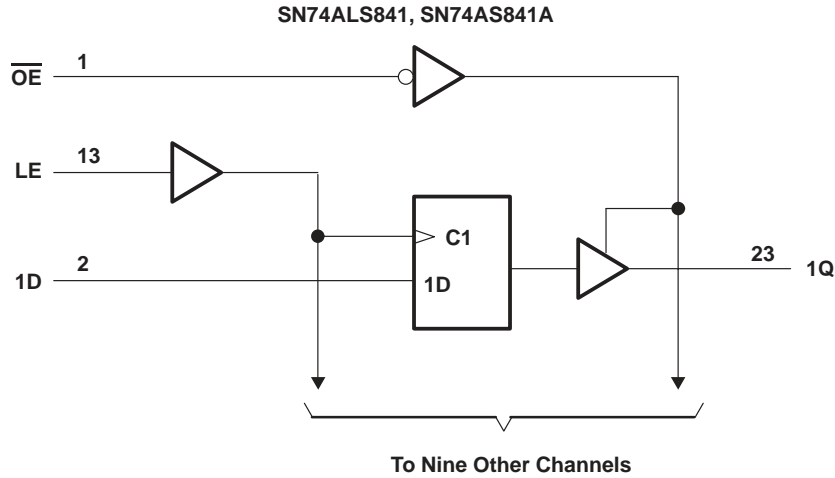 SN74ALS841, SN74AS841A
OE 1
LE 13
C1
1D 2
1D
23 1Q
To Nine Other Channels